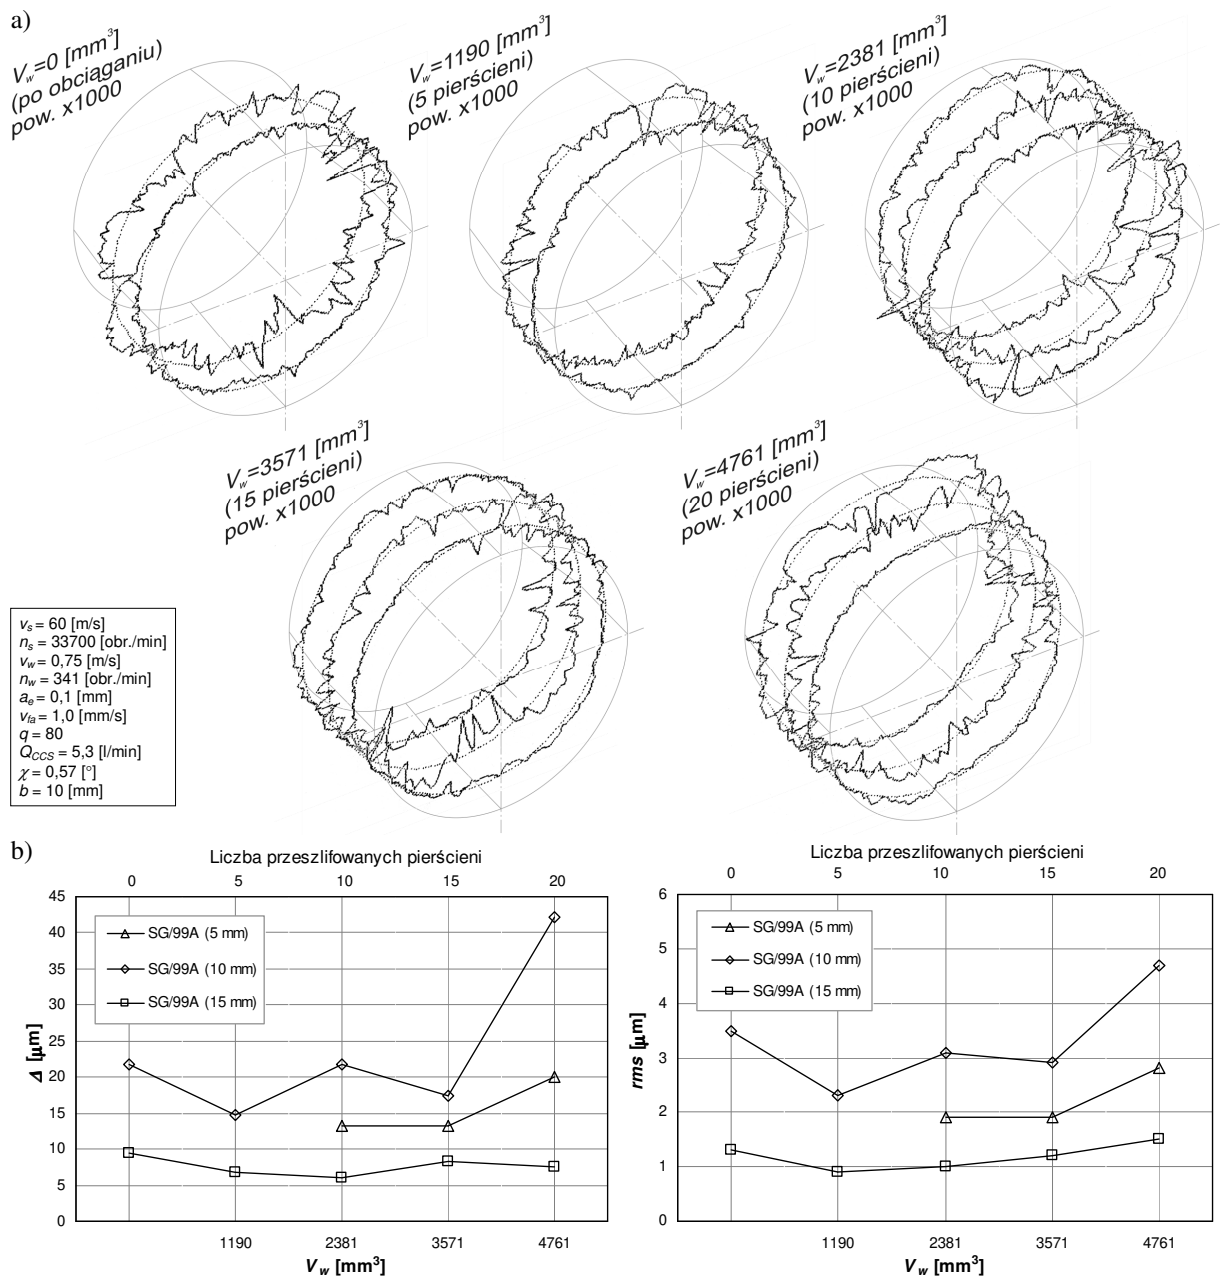 a)
V_w=0 [mm³]
(po obciąganiu)
pow. x1000
V_w=1190 [mm³]
(5 pierścieni)
pow. x1000
V_w=2381 [mm³]
(10 pierścieni)
pow. x1000
V_w=3571 [mm³]
(15 pierścieni)
pow. x1000
V_w=4761 [mm³]
(20 pierścieni)
pow. x1000
v_s = 60 [m/s]
n_s = 33700 [obr./min]
v_w = 0,75 [m/s]
n_w = 341 [obr./min]
a_e = 0,1 [mm]
v_fa = 1,0 [mm/s]
q = 80
Q_CCS = 5,3 [l/min]
χ = 0,57 [°]
b = 10 [mm]
b)
Liczba przeszlifowanych pierścieni
0 5 10 15 20
45
40
35
30
25
20
15
10
5
0
Δ [μm]
SG/99A (5 mm)
SG/99A (10 mm)
SG/99A (15 mm)
1190 2381 3571 4761
V_w [mm³]
Liczba przeszlifowanych pierścieni
0 5 10 15 20
6
5
4
3
2
1
0
rms [μm]
SG/99A (5 mm)
SG/99A (10 mm)
SG/99A (15 mm)
1190 2381 3571 4761
V_w [mm³]